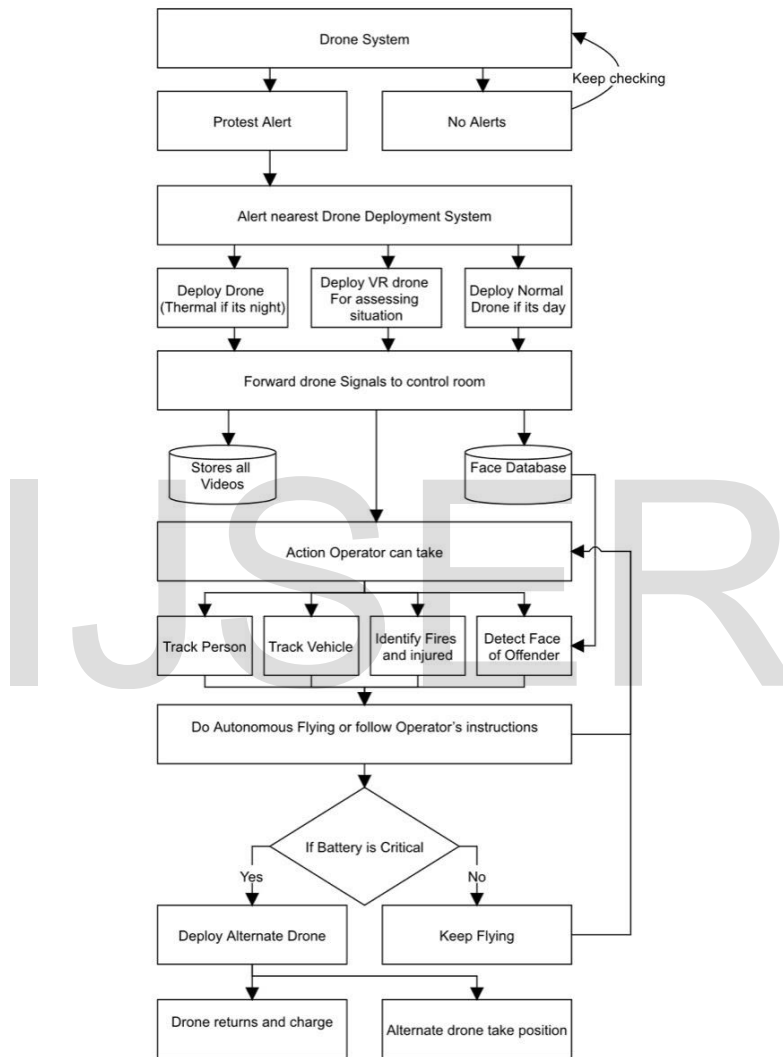 Drone System
Keep checking
Protest Alert
No Alerts
Alert nearest Drone Deployment System
Deploy Drone
(Thermal if its night)
Deploy VR drone
For assessing
situation
Deploy Normal
Drone if its day
Forward drone Signals to control room
Stores all
Videos
Face Database
IJSER
Action Operator can take
Track Person
Track Vehicle
Identify Fires
and injured
Detect Face
of Offender
Do Autonomous Flying or follow Operator's instructions
If Battery is Critical
Yes
No
Deploy Alternate Drone
Keep Flying
Drone returns and charge
Alternate drone take position